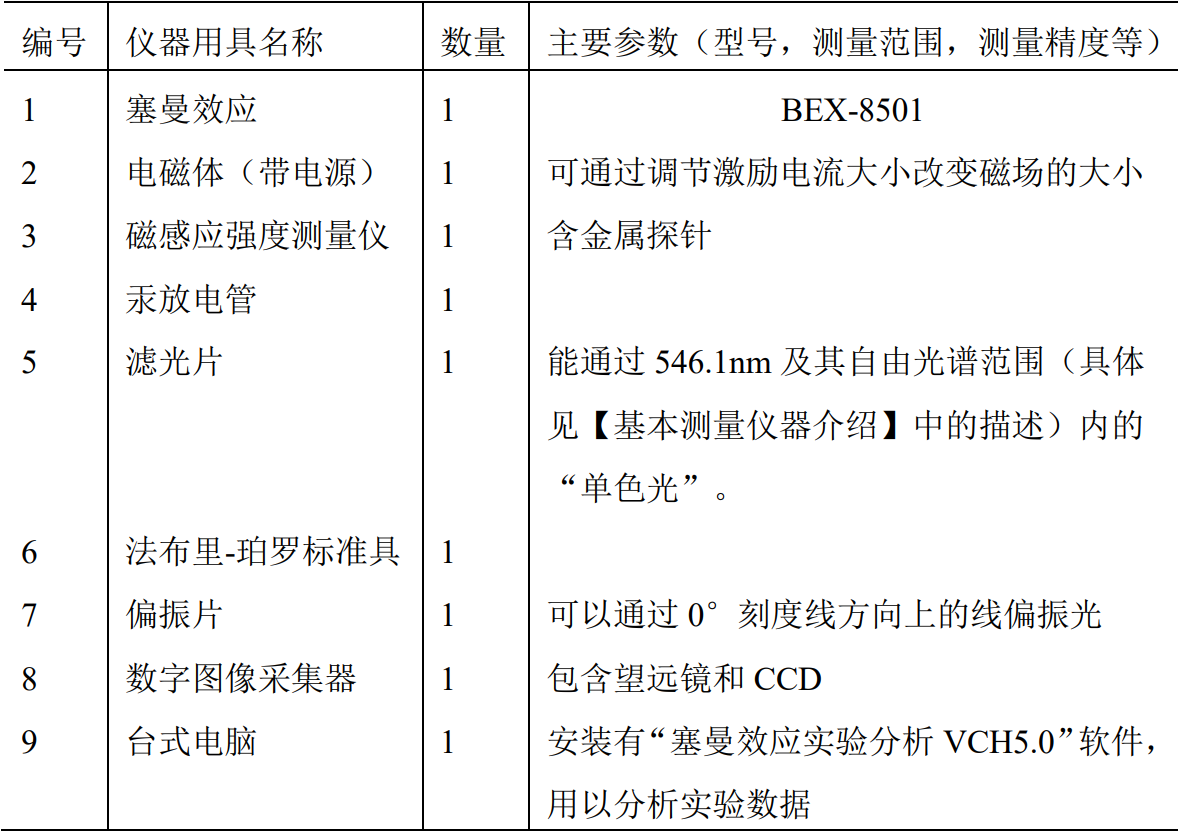 编号 仪器用具名称 数量 主要参数（型号，测量范围，测量精度等）
1 塞曼效应 1 BEX-8501
2 电磁体（带电源） 1 可通过调节激励电流大小改变磁场的大小
3 磁感应强度测量仪 1 含金属探针
4 汞放电管 1
5 滤光片 1 能通过 546.1nm 及其自由光谱范围（具体
见【基本测量仪器介绍】中的描述）内的
“单色光”。
6 法布里-珀罗标准具 1
7 偏振片 1 可以通过 0°刻度线方向上的线偏振光
8 数字图像采集器 1 包含望远镜和 CCD
9 台式电脑 1 安装有“塞曼效应实验分析 VCH5.0”软件，
用以分析实验数据